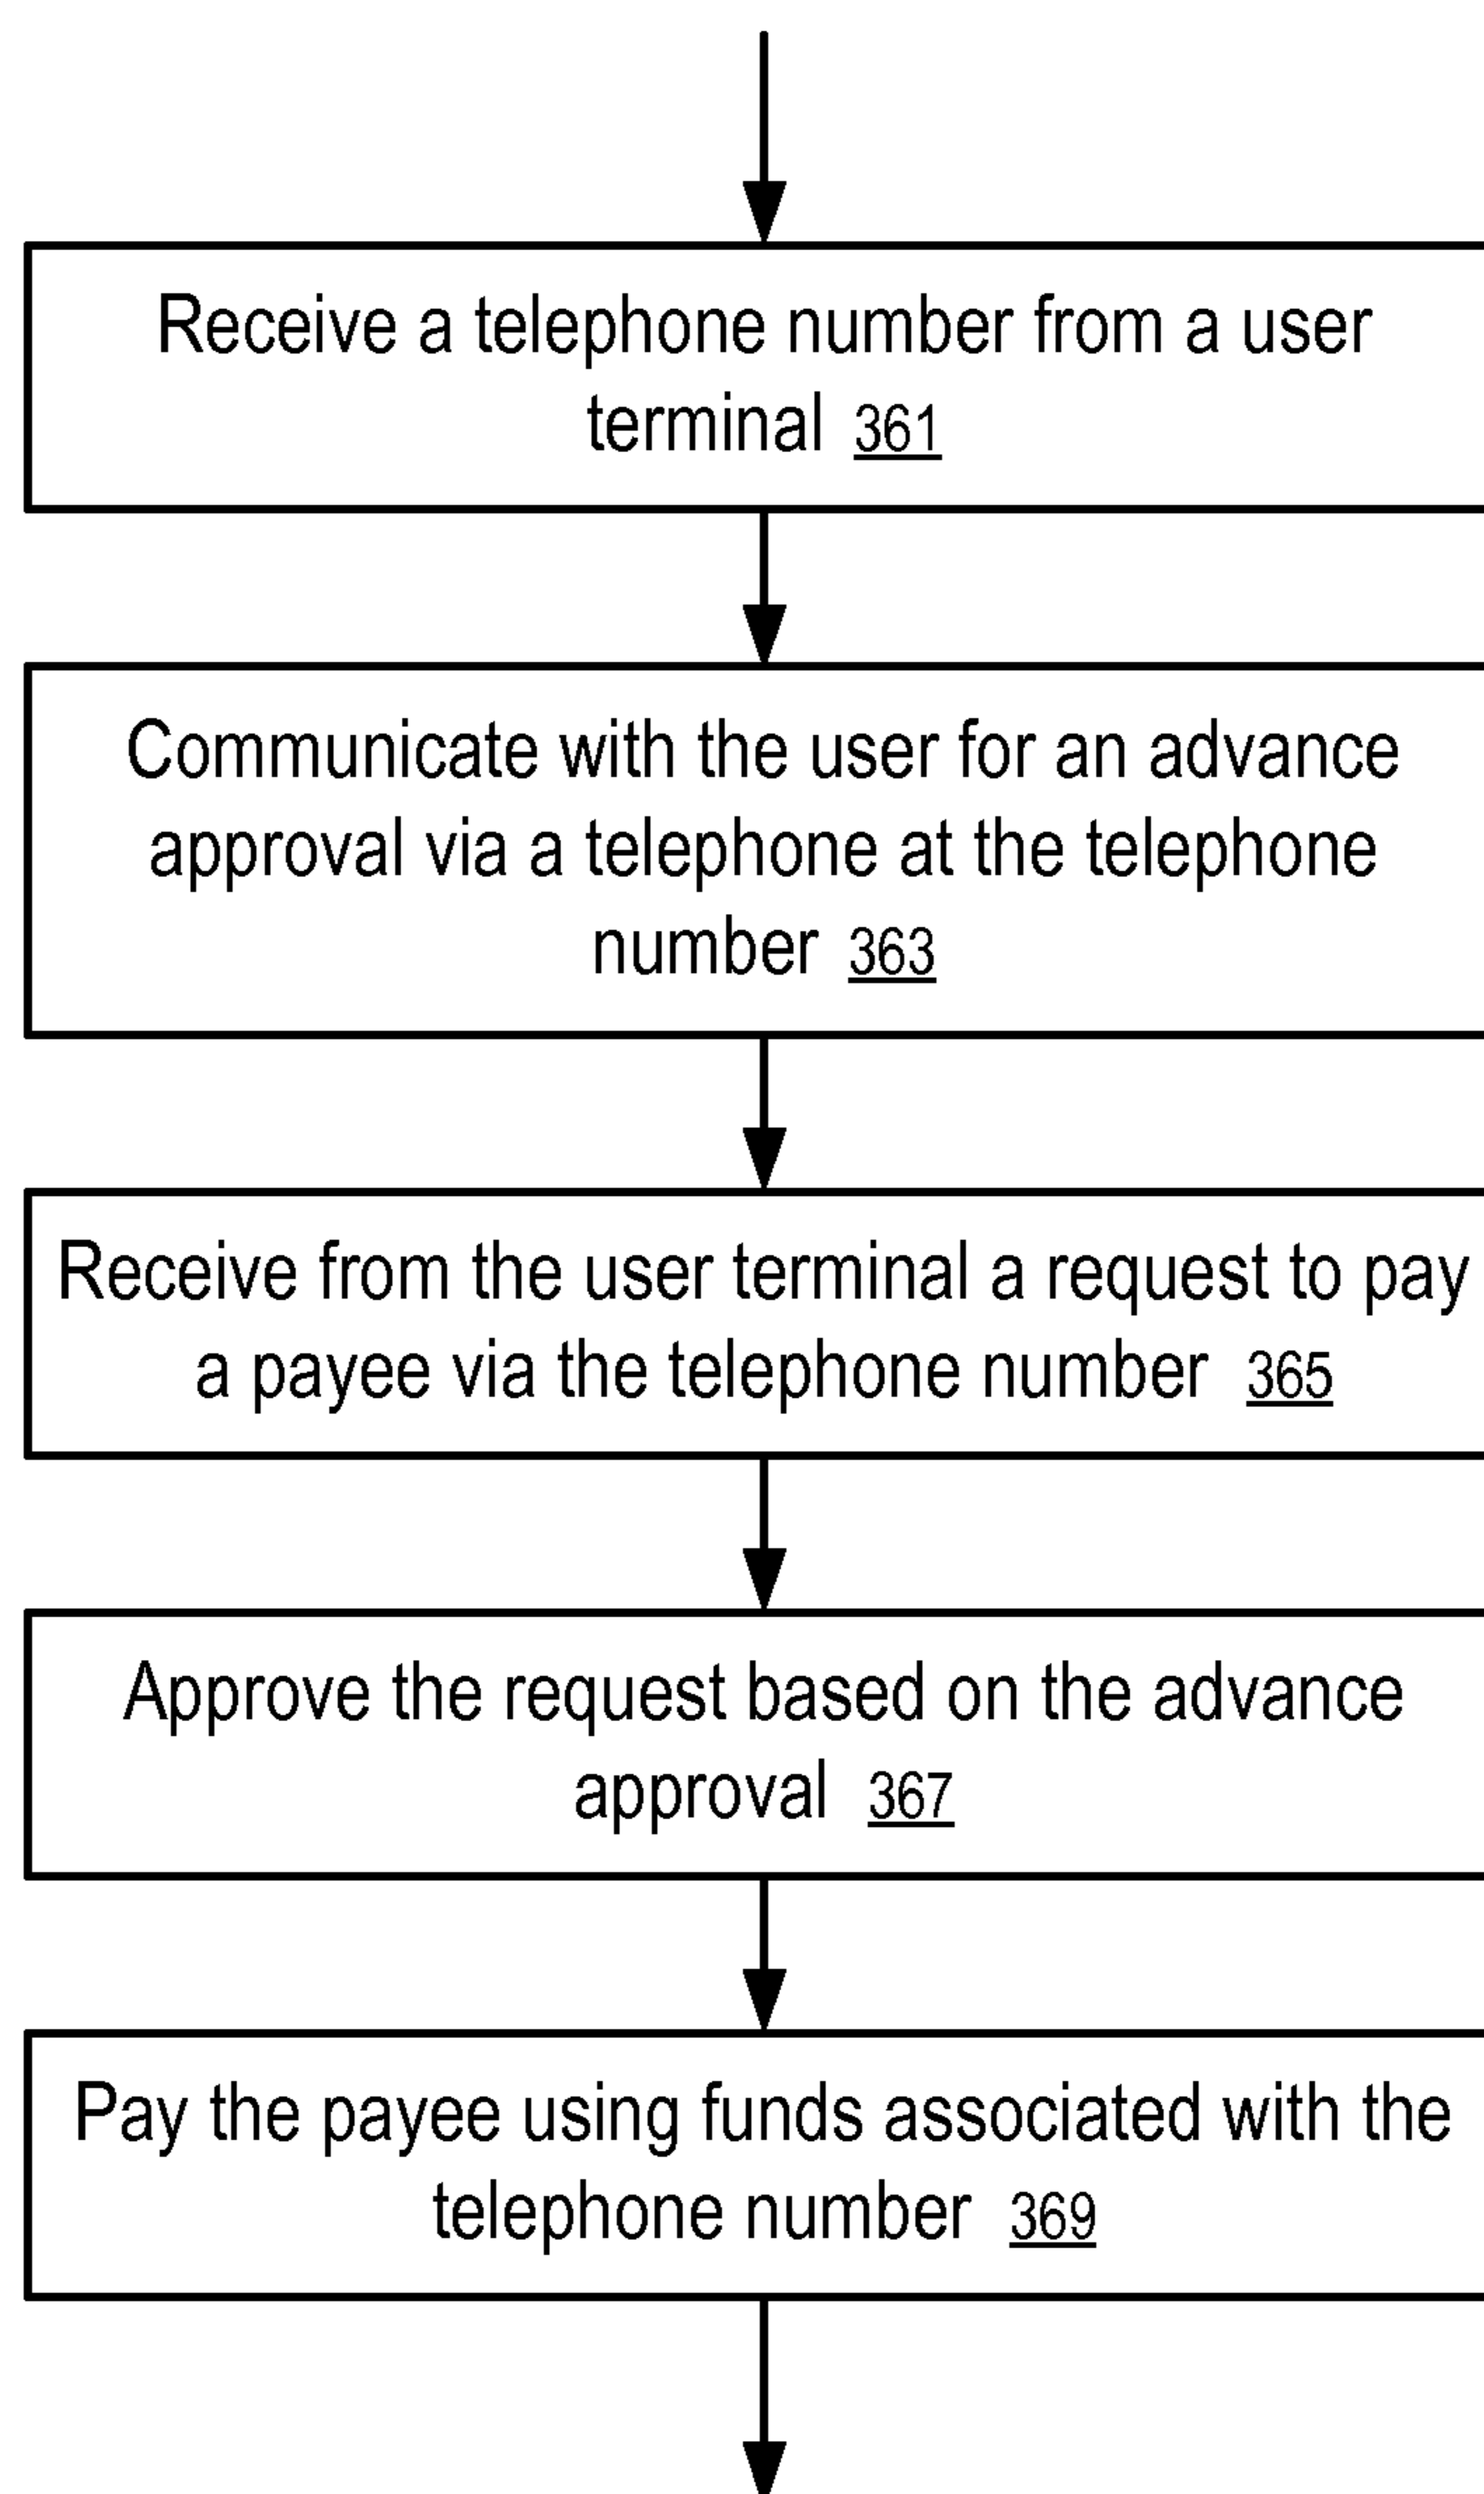 Receive a telephone number from a user
terminal 361
Communicate with the user for an advance
approval via a telephone at the telephone
number 363
Receive from the user terminal a request to pay
a payee via the telephone number 365
Approve the request based on the advance
approval 367
Pay the payee using funds associated with the
telephone number 369